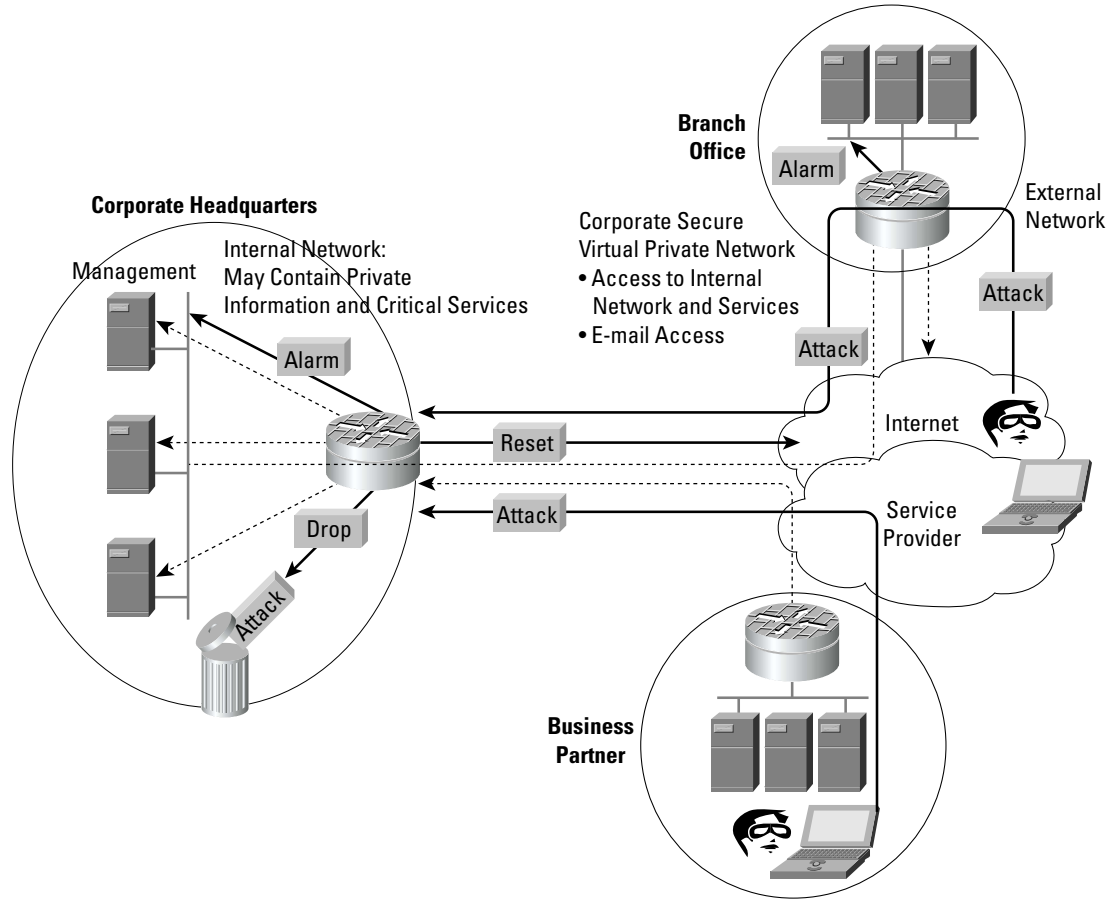 Branch
Office
Alarm
External
Network
Corporate Headquarters
Corporate Secure
Virtual Private Network
• Access to Internal
Network and Services
• E-mail Access
Internal Network:
May Contain Private
Information and Critical Services
Management
Attack
Attack
Alarm
Internet
Reset
Attack
Service
Provider
Drop
Attack
Business
Partner